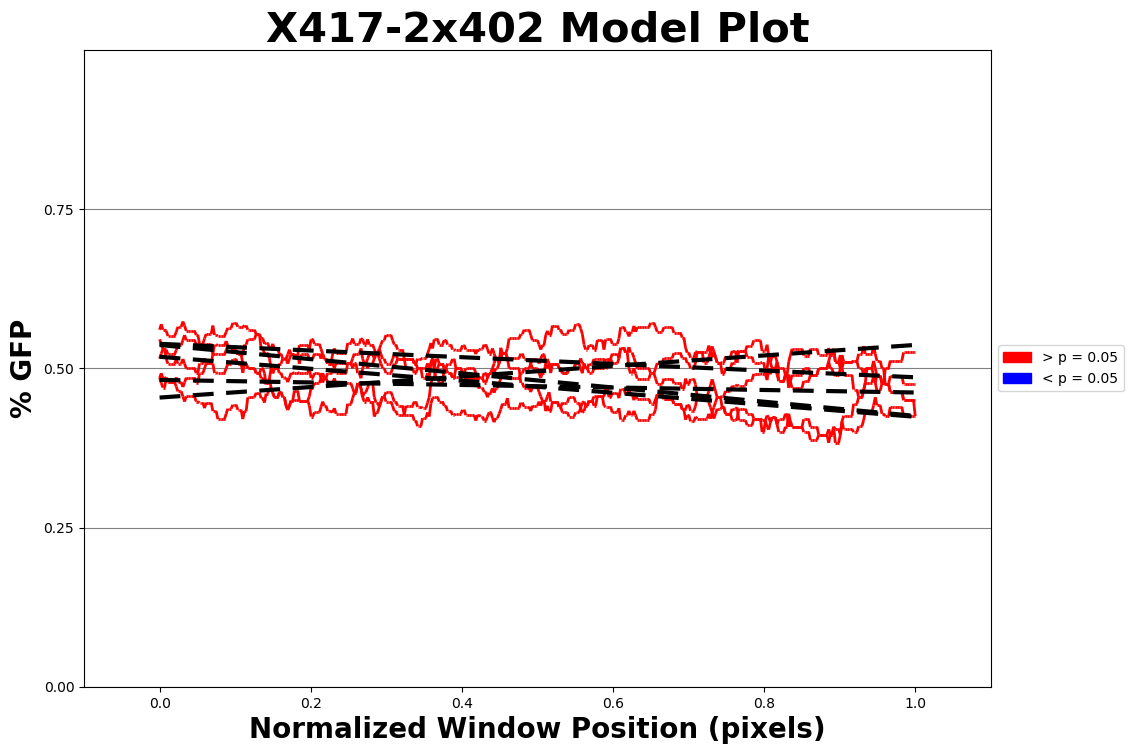 X417-2x402 Model Plot
% GFP
0.75
0.50
0.25
0.00
0.0 0.2 0.4 0.6 0.8 1.0
Normalized Window Position (pixels)
> p = 0.05
< p = 0.05